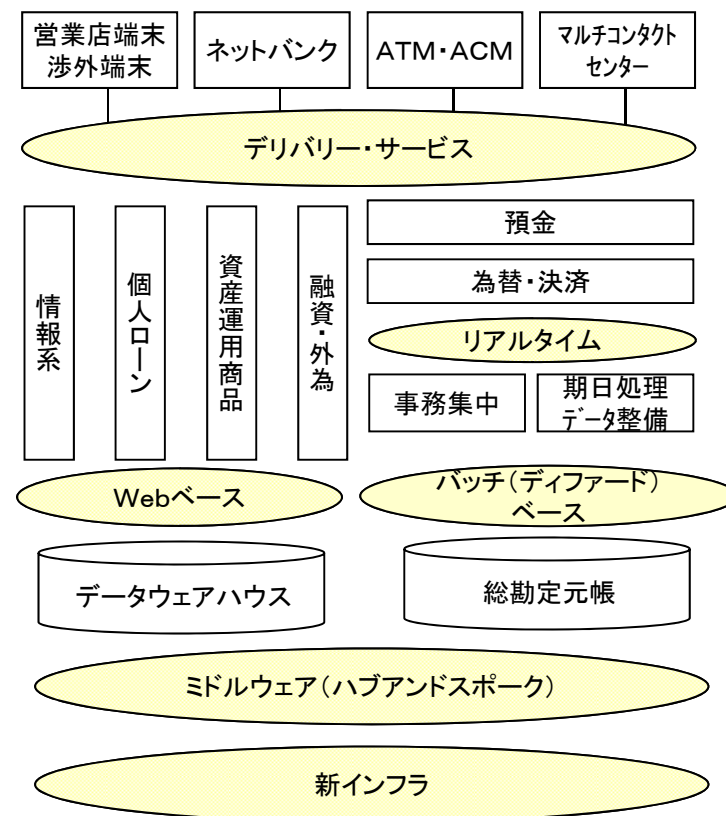 営業店端末
渉外端末
ネットバンク
ATM・ACM
マルチコンタクト
センター
デリバリー・サービス
情報系
個人ローン
資産運用商品
融資・外為
預金
為替・決済
リアルタイム
事務集中
期日処理
データ整備
Webベース
バッチ(ディファード)
ベース
データウェアハウス
総勘定元帳
ミドルウェア(ハブアンドスポーク)
新インフラ